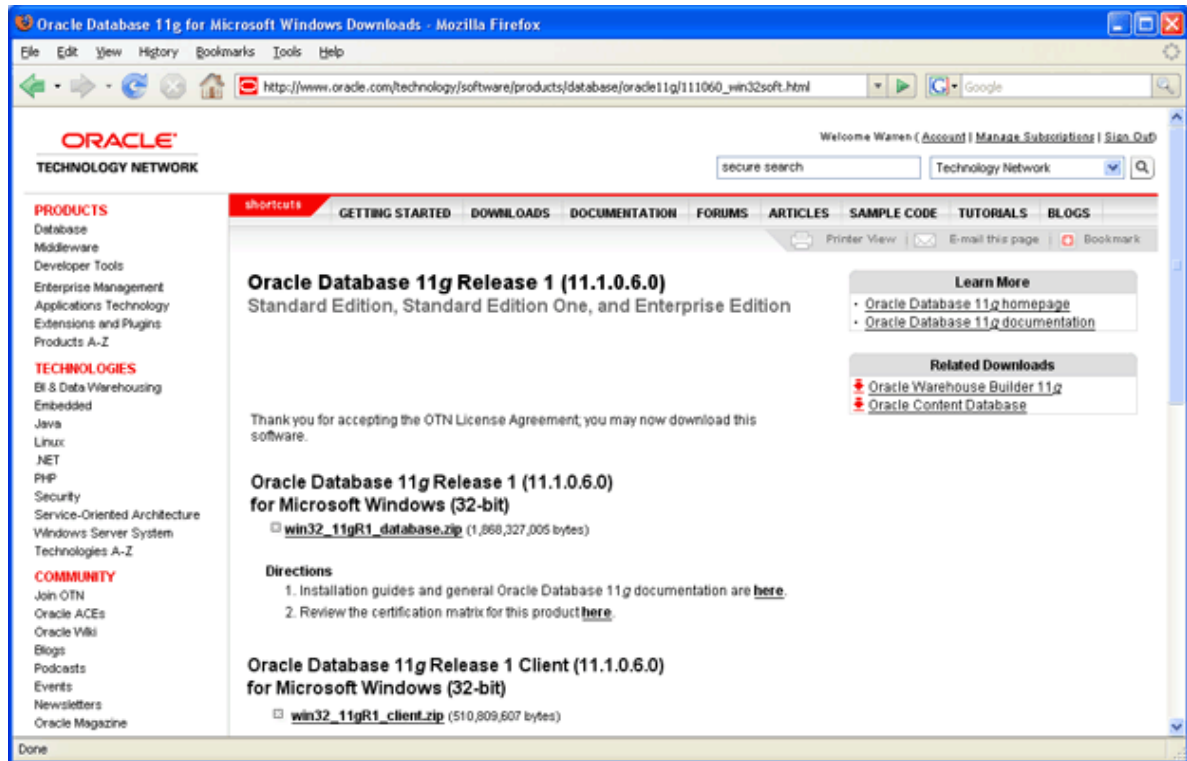 Oracle Database 11g for Microsoft Windows Downloads - Mozilla Firefox
File Edit View History Bookmarks Tools Help
http://www.oracle.com/technology/software/products/database/oracle11g/111060_win32soft.html
Google
ORACLE
TECHNOLOGY NETWORK
Welcome Warren ( Account | Manage Subscriptions | Sign Out)
secure search
Technology Network
shortcuts GETTING STARTED DOWNLOADS DOCUMENTATION FORUMS ARTICLES SAMPLE CODE TUTORIALS BLOGS
Printer View | E-mail this page | Bookmark
PRODUCTS
Database
Middleware
Developer Tools
Enterprise Management
Applications Technology
Extensions and Plugins
Products A-Z
TECHNOLOGIES
BI & Data Warehousing
Embedded
Java
Linux
.NET
PHP
Security
Service-Oriented Architecture
Windows Server System
Technologies A-Z
COMMUNITY
Join OTN
Oracle ACEs
Oracle Wiki
Blogs
Podcasts
Events
Newsletters
Oracle Magazine
Oracle Database 11g Release 1 (11.1.0.6.0)
Standard Edition, Standard Edition One, and Enterprise Edition
Thank you for accepting the OTN License Agreement; you may now download this
software.
Oracle Database 11g Release 1 (11.1.0.6.0)
for Microsoft Windows (32-bit)
win32_11gR1_database.zip (1,868,327,005 bytes)
Directions
1. Installation guides and general Oracle Database 11g documentation are here.
2. Review the certification matrix for this product here.
Oracle Database 11g Release 1 Client (11.1.0.6.0)
for Microsoft Windows (32-bit)
win32_11gR1_client.zip (510,809,607 bytes)
Learn More
· Oracle Database 11g homepage
· Oracle Database 11g documentation
Related Downloads
Oracle Warehouse Builder 11g
Oracle Content Database
Done